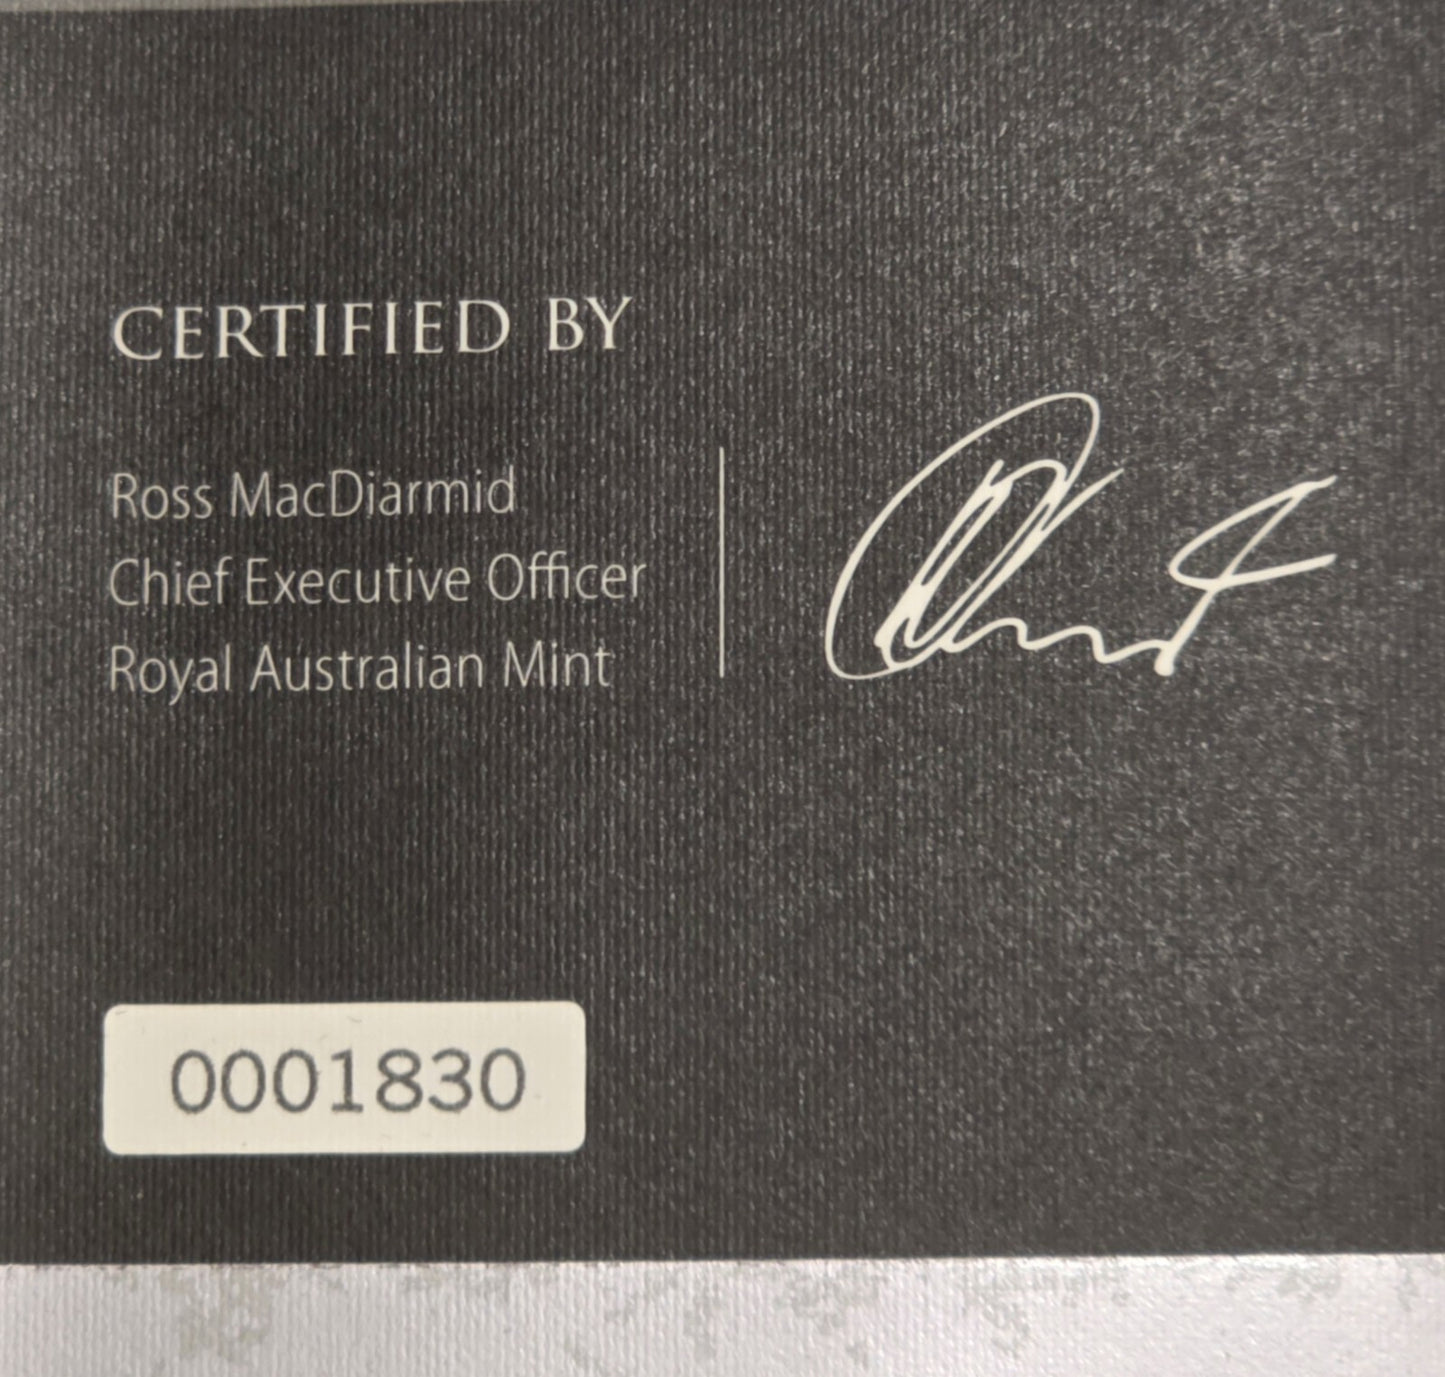 CERTIFIED BY
Ross MacDiarmid
Chief Executive Officer
Royal Australian Mint
0001830